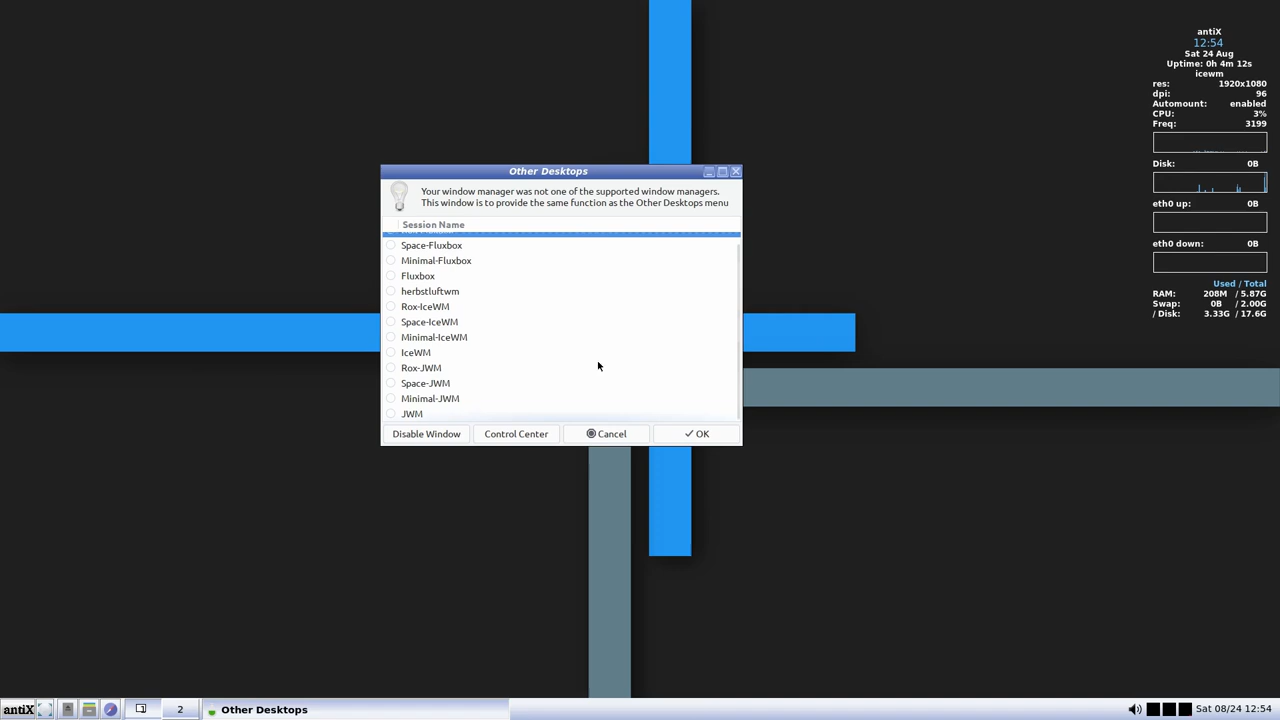 antiX
12:54
Sat 24 Aug
Uptime: 0h 4m 12s
icewm
res: 1920x1080
dpi: 96
Automount: enabled
CPU: 3%
Freq: 3199
Disk: 0B
eth0 up: 0B
eth0 down: 0B
Used / Total
RAM: 208M / 5.87G
Swap: 0B / 2.00G
/ Disk: 3.33G / 17.6G
Other Desktops
Your window manager was not one of the supported window managers.
This window is to provide the same function as the Other Desktops menu
Session Name
Space-Fluxbox
Minimal-Fluxbox
Fluxbox
herbstluftwm
Rox-IceWM
Space-IceWM
Minimal-IceWM
IceWM
Rox-JWM
Space-JWM
Minimal-JWM
JWM
Disable Window Control Center Cancel OK
antiX 2 Other Desktops Sat 08/24 12:54